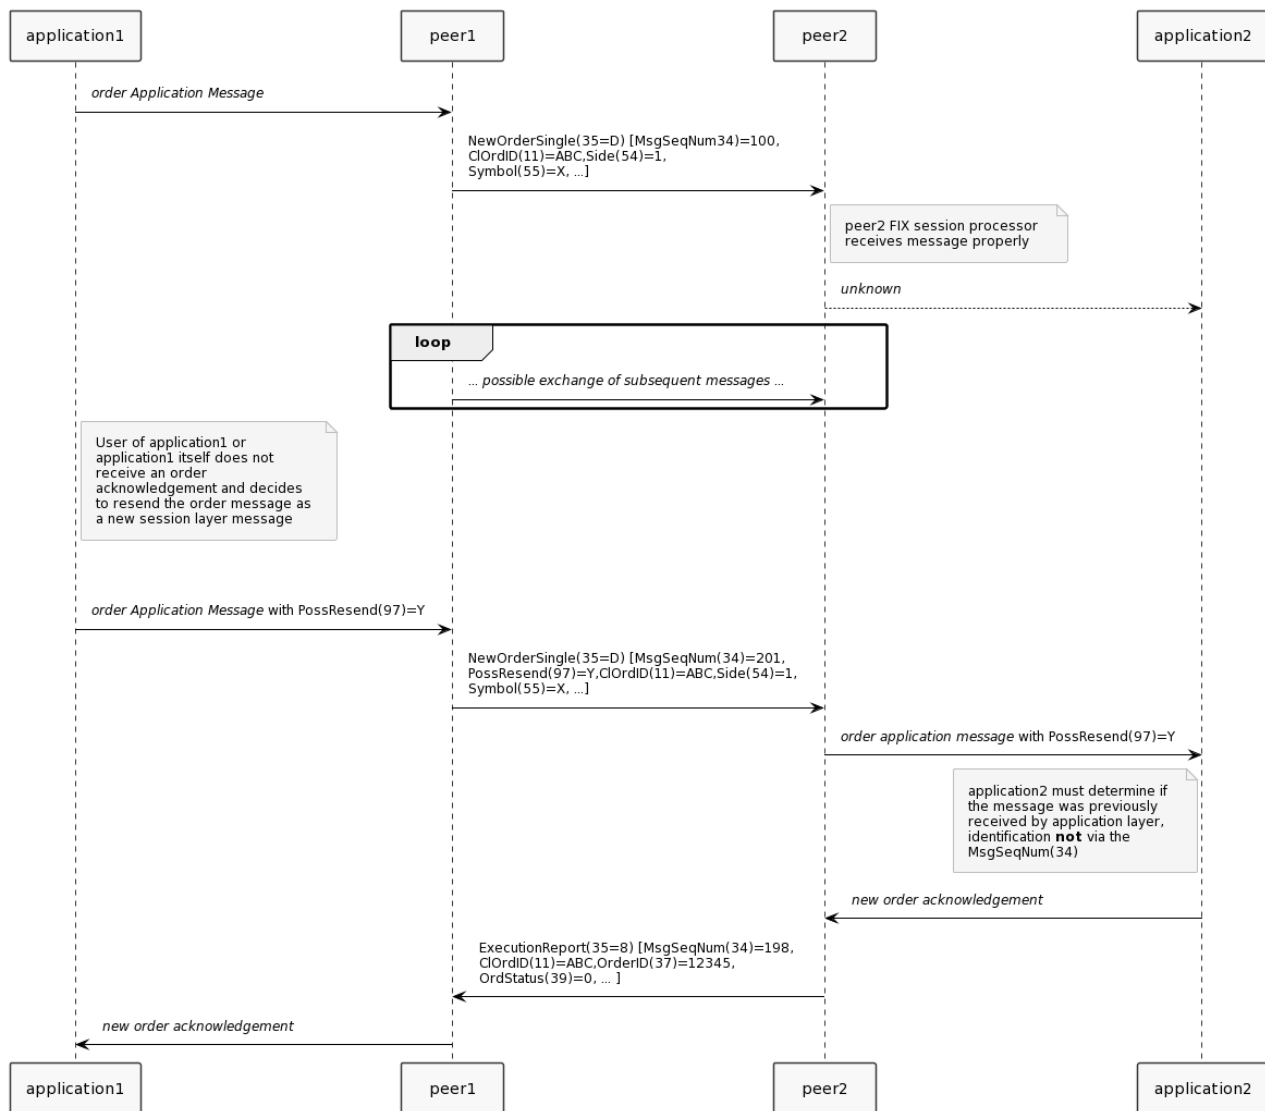 application1
peer1
peer2
application2
order Application Message
NewOrderSingle(35=D) [MsgSeqNum34)=100,
ClOrdID(11)=ABC,Side(54)=1,
Symbol(55)=X, ...]
peer2 FIX session processor
receives message properly
unknown
loop
... possible exchange of subsequent messages ...
User of application1 or
application1 itself does not
receive an order
acknowledgement and decides
to resend the order message as
a new session layer message
order Application Message with PossResend(97)=Y
NewOrderSingle(35=D) [MsgSeqNum(34)=201,
PossResend(97)=Y,ClOrdID(11)=ABC,Side(54)=1,
Symbol(55)=X, ...]
order application message with PossResend(97)=Y
application2 must determine if
the message was previously
received by application layer,
identification not via the
MsgSeqNum(34)
new order acknowledgement
ExecutionReport(35=8) [MsgSeqNum(34)=198,
ClOrdID(11)=ABC,OrderID(37)=12345,
OrdStatus(39)=0, ... ]
new order acknowledgement
application1
peer1
peer2
application2